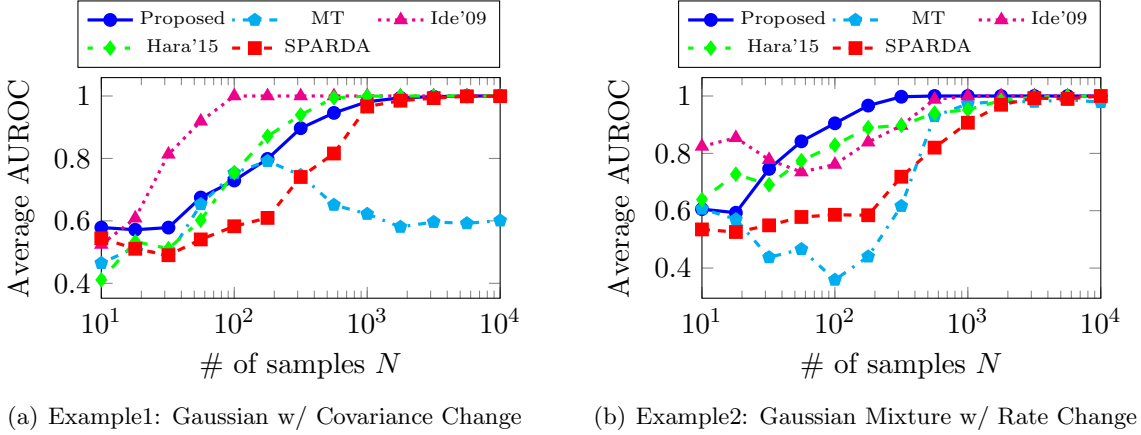 Proposed MT Ide'09
Hara'15 SPARDA
1
0.8
0.6
0.4
Average AUROC
10^1 10^2 10^3 10^4
# of samples N
(a) Example1: Gaussian w/ Covariance Change
Proposed MT Ide'09
Hara'15 SPARDA
1
0.8
0.6
0.4
Average AUROC
10^1 10^2 10^3 10^4
# of samples N
(b) Example2: Gaussian Mixture w/ Rate Change